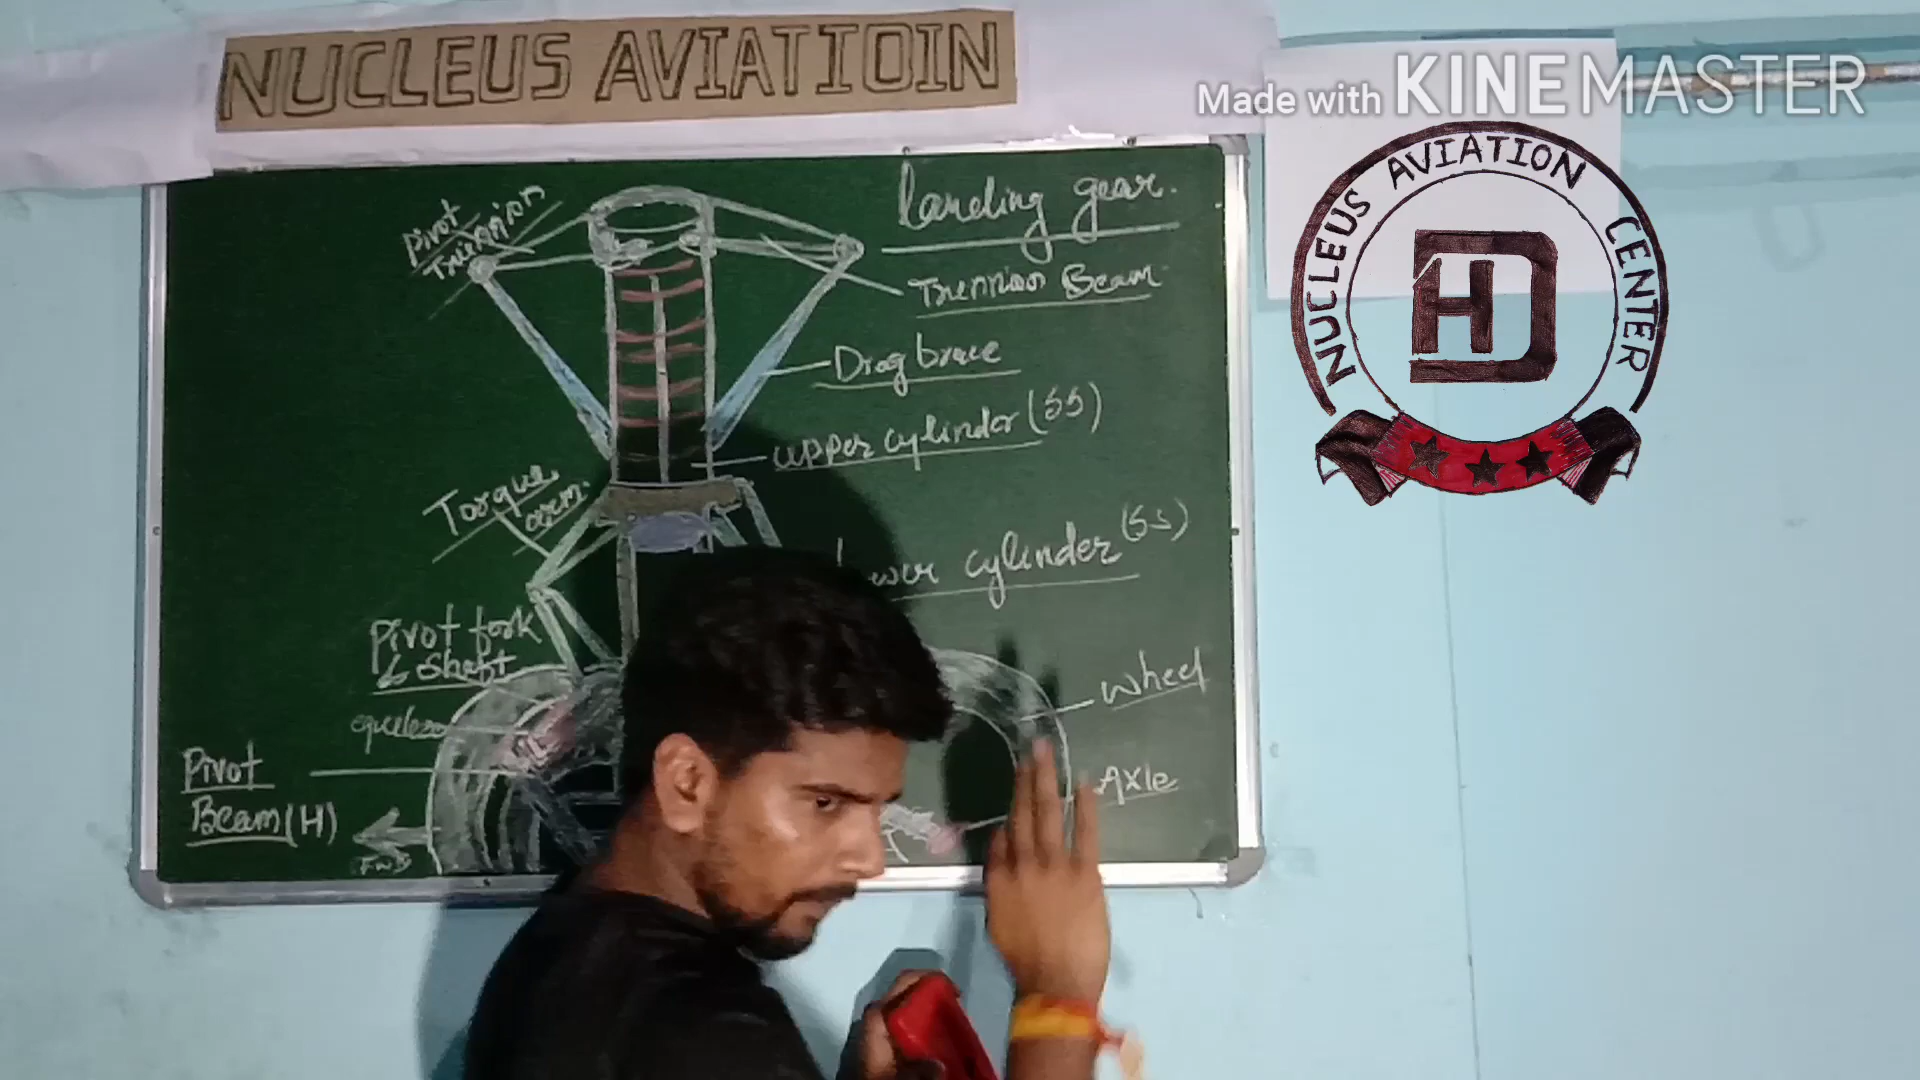 NUCLEUS AVIATIOIN
Made with KINEMASTER
NUCLEUS AVIATION CENTER
HD
landing gear.
Pivot
Trennion
Trennion Beam
Drag brace
upper cylinder (SS)
Torque
arm.
cylinder (SS)
Pivot fork
& Shaft
wheel
Axle
Pivot
Beam (H)
FWD